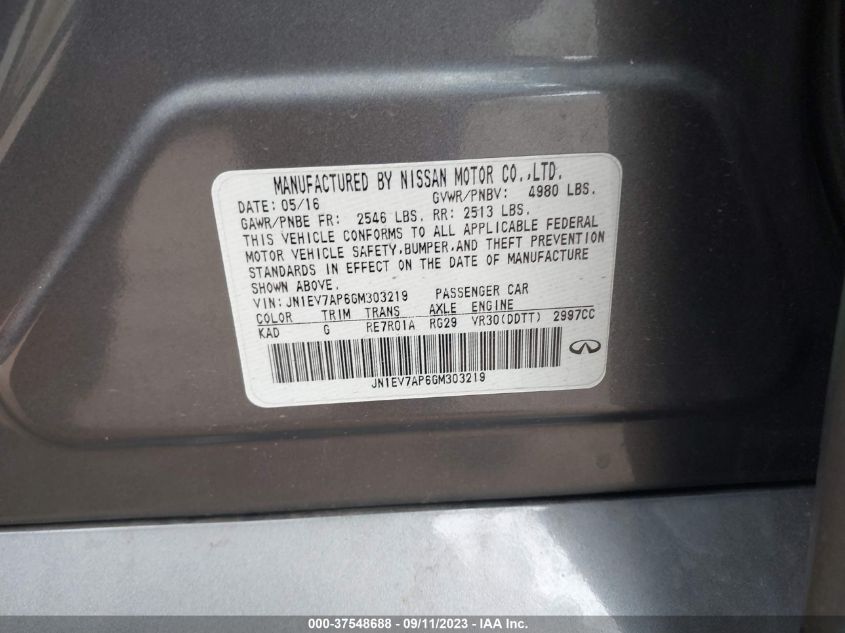 MANUFACTURED BY NISSAN MOTOR CO.,LTD.
DATE: 05/16 GVWR/PNBV: 4980 LBS.
GAWR/PNBE FR: 2546 LBS. RR: 2513 LBS.
THIS VEHICLE CONFORMS TO ALL APPLICABLE FEDERAL
MOTOR VEHICLE SAFETY,BUMPER,AND THEFT PREVENTION
STANDARDS IN EFFECT ON THE DATE OF MANUFACTURE
SHOWN ABOVE.
VIN: JN1EV7AP6GM303219 PASSENGER CAR
COLOR TRIM TRANS AXLE ENGINE
KAD G RE7R01A RG29 VR30(DDTT) 2997CC
JN1EV7AP6GM303219
000-37548688 - 09/11/2023 - IAA Inc.